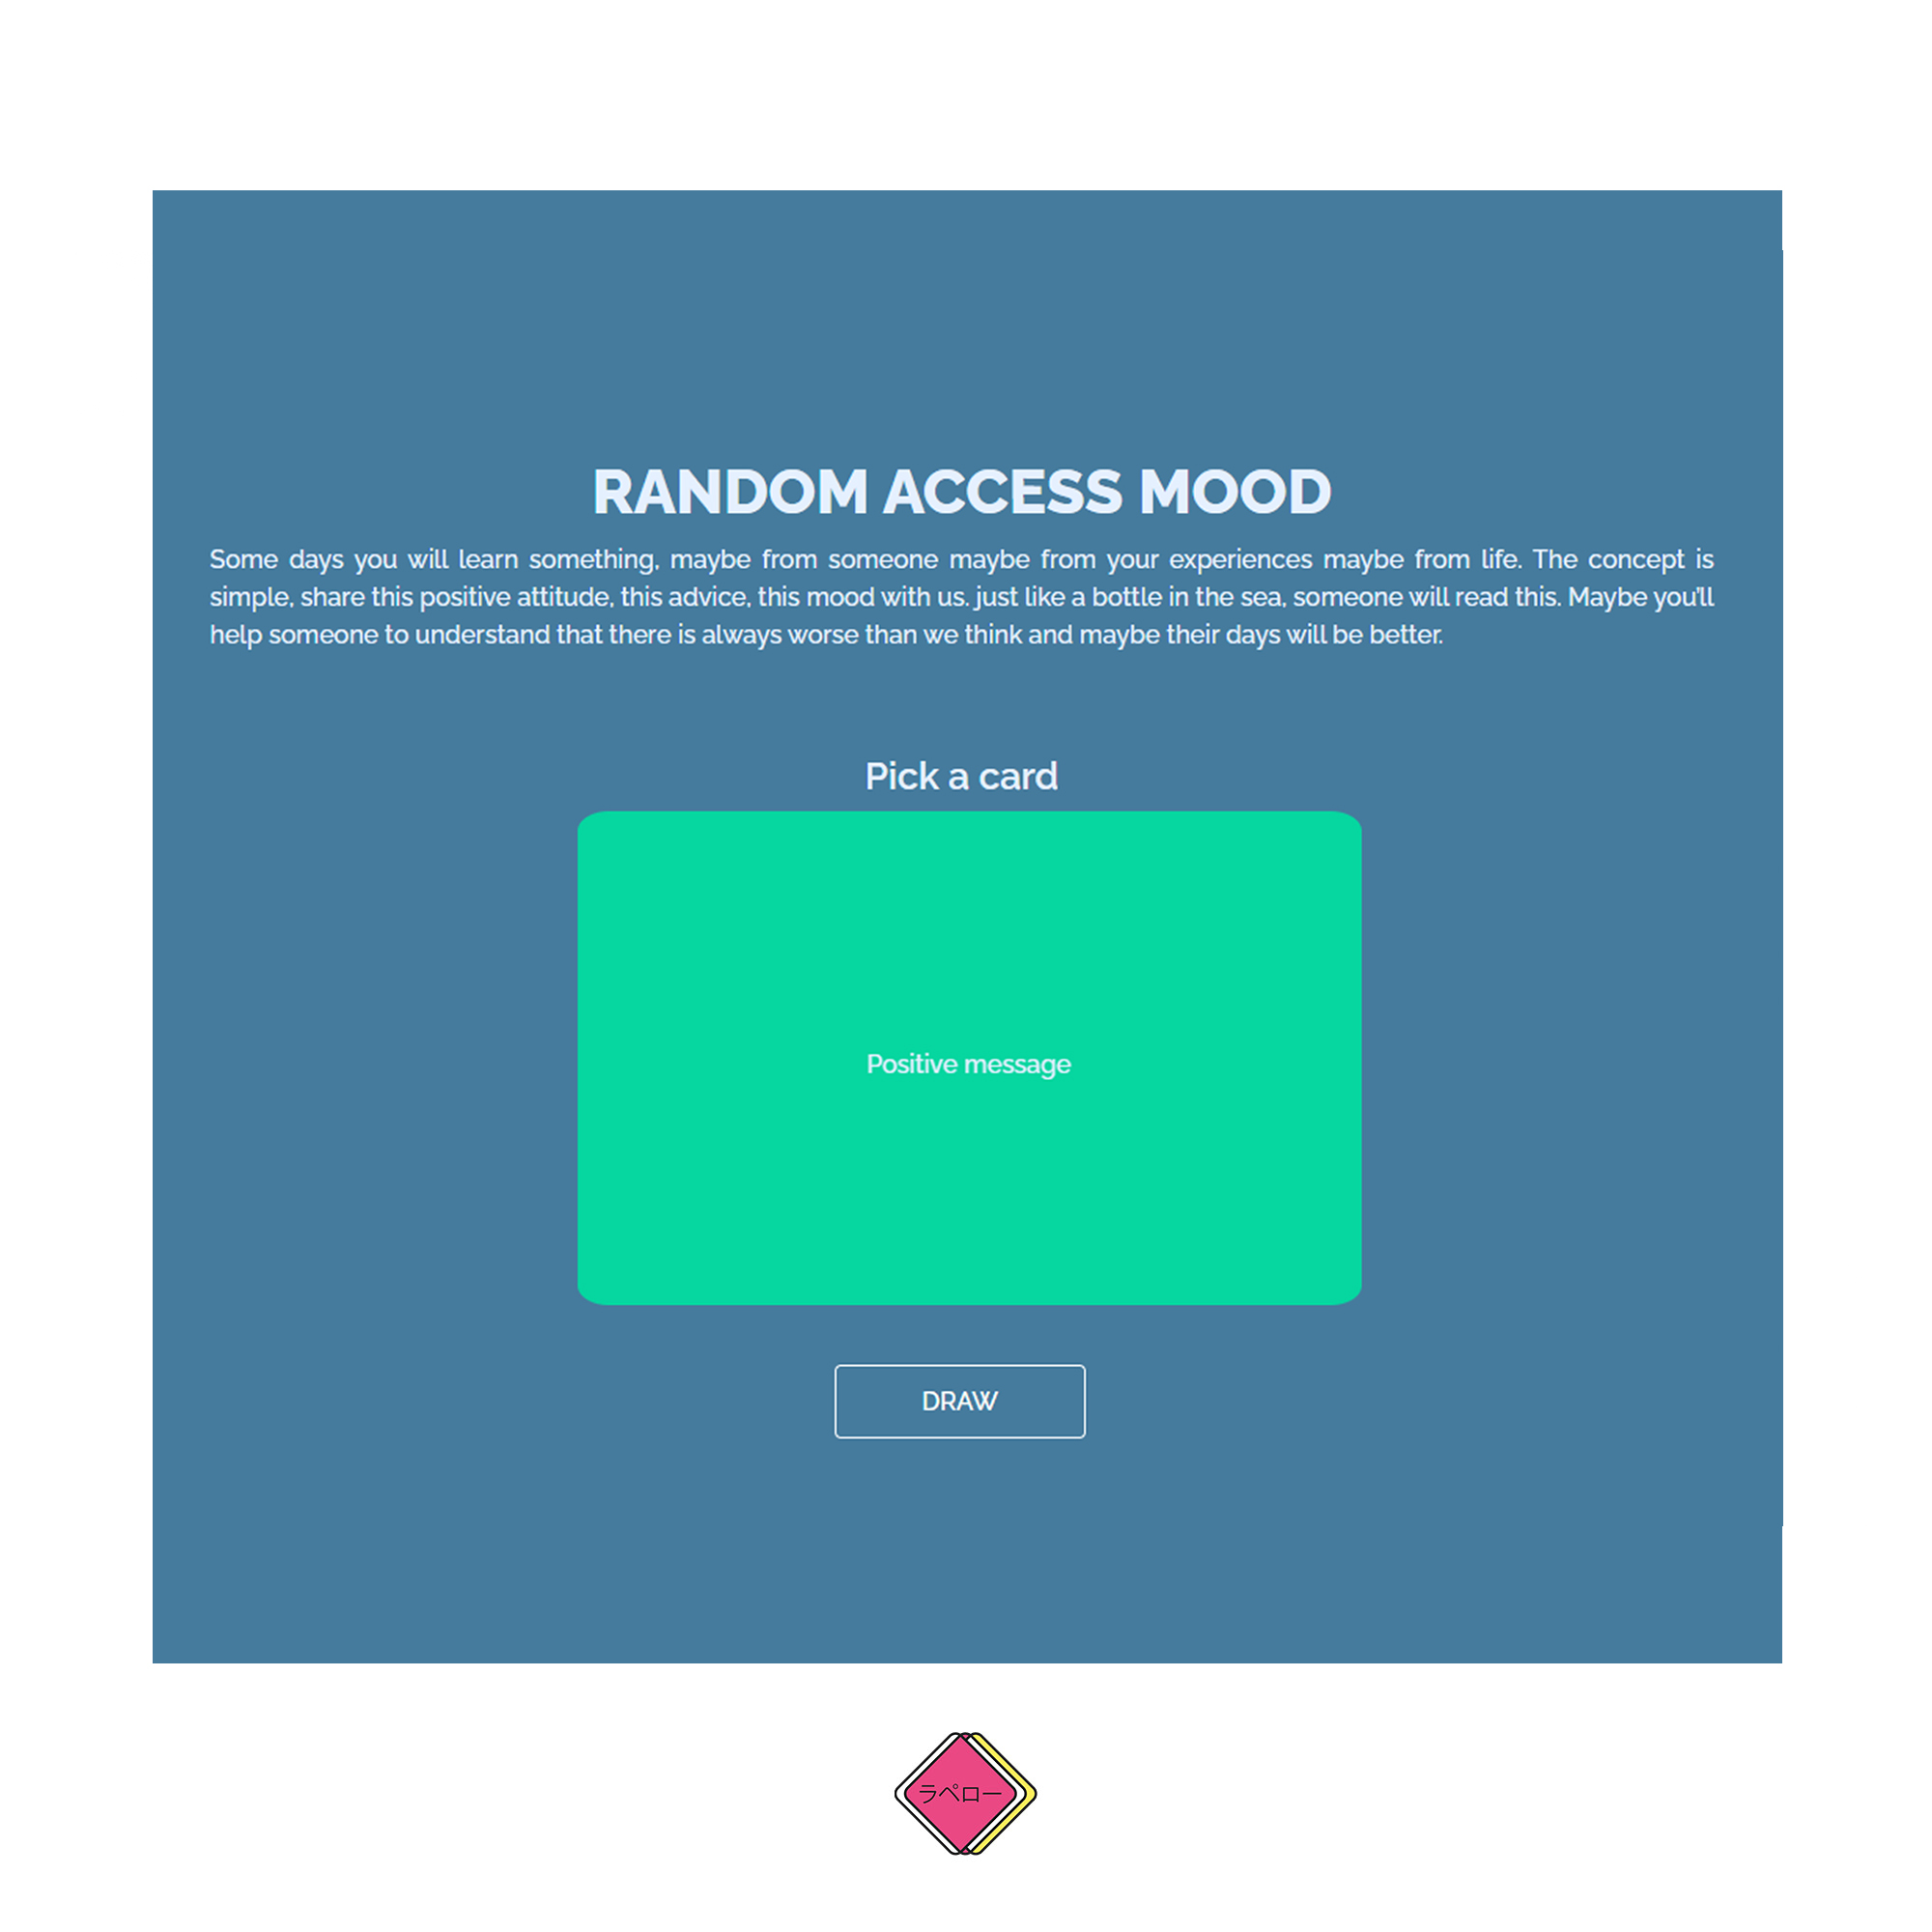 RANDOM ACCESS MOOD
Some days you will learn something, maybe from someone maybe from your experiences maybe from life. The concept is
simple, share this positive attitude, this advice, this mood with us. just like a bottle in the sea, someone will read this. Maybe you'll
help someone to understand that there is always worse than we think and maybe their days will be better.
Pick a card
Positive message
DRAW
ラペロー